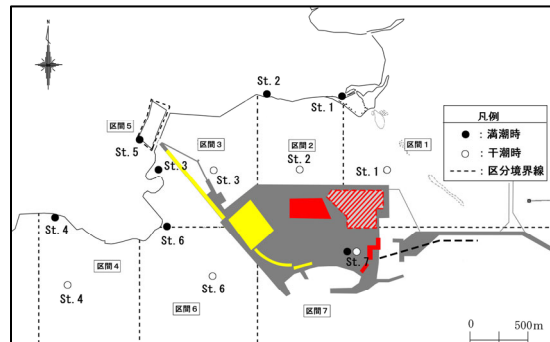 N
St. 2
St. 1
区間5
St. 5
区間3
区間2
区間1
St. 3
St. 3
St. 2
St. 1
凡例
● : 満潮時
○ : 干潮時
---- : 区分境界線
St. 4
St. 6
St. 7
区間4
St. 4
St. 6
区間6
区間7
0 500m